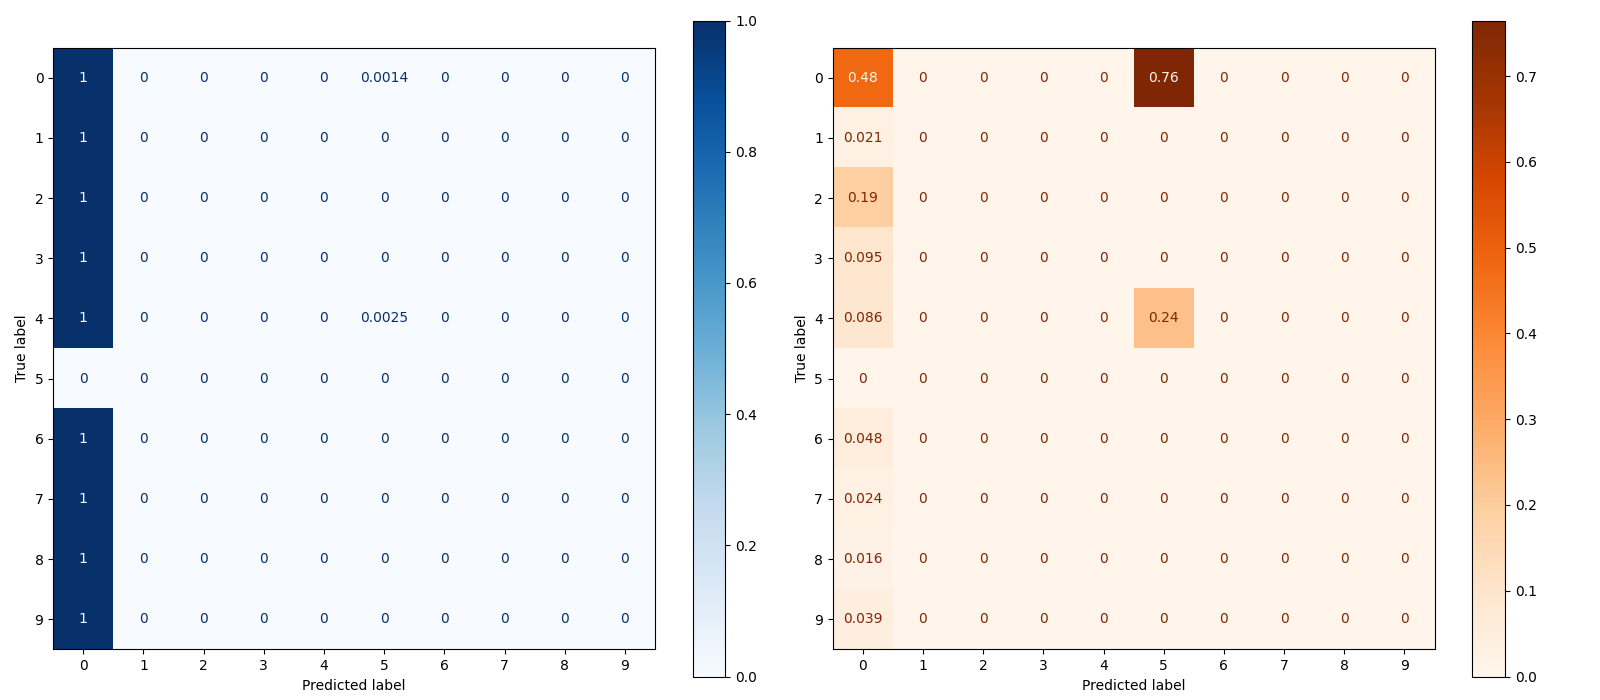 1.0
0 1 0 0 0 0 0.0014 0 0 0 0
1 1 0 0 0 0 0 0 0 0 0
0.8
2 1 0 0 0 0 0 0 0 0 0
3 1 0 0 0 0 0 0 0 0 0
0.6
4 1 0 0 0 0 0.0025 0 0 0 0
5 0 0 0 0 0 0 0 0 0 0
0.4
6 1 0 0 0 0 0 0 0 0 0
7 1 0 0 0 0 0 0 0 0 0
0.2
8 1 0 0 0 0 0 0 0 0 0
9 1 0 0 0 0 0 0 0 0 0
0.0
True label
0 1 2 3 4 5 6 7 8 9
Predicted label
0 0.48 0 0 0 0 0.76 0 0 0 0
0.7
1 0.021 0 0 0 0 0 0 0 0 0
0.6
2 0.19 0 0 0 0 0 0 0 0 0
0.5
3 0.095 0 0 0 0 0 0 0 0 0
4 0.086 0 0 0 0 0.24 0 0 0 0
0.4
5 0 0 0 0 0 0 0 0 0 0
0.3
6 0.048 0 0 0 0 0 0 0 0 0
7 0.024 0 0 0 0 0 0 0 0 0
0.2
8 0.016 0 0 0 0 0 0 0 0 0
0.1
9 0.039 0 0 0 0 0 0 0 0 0
0.0
True label
0 1 2 3 4 5 6 7 8 9
Predicted label